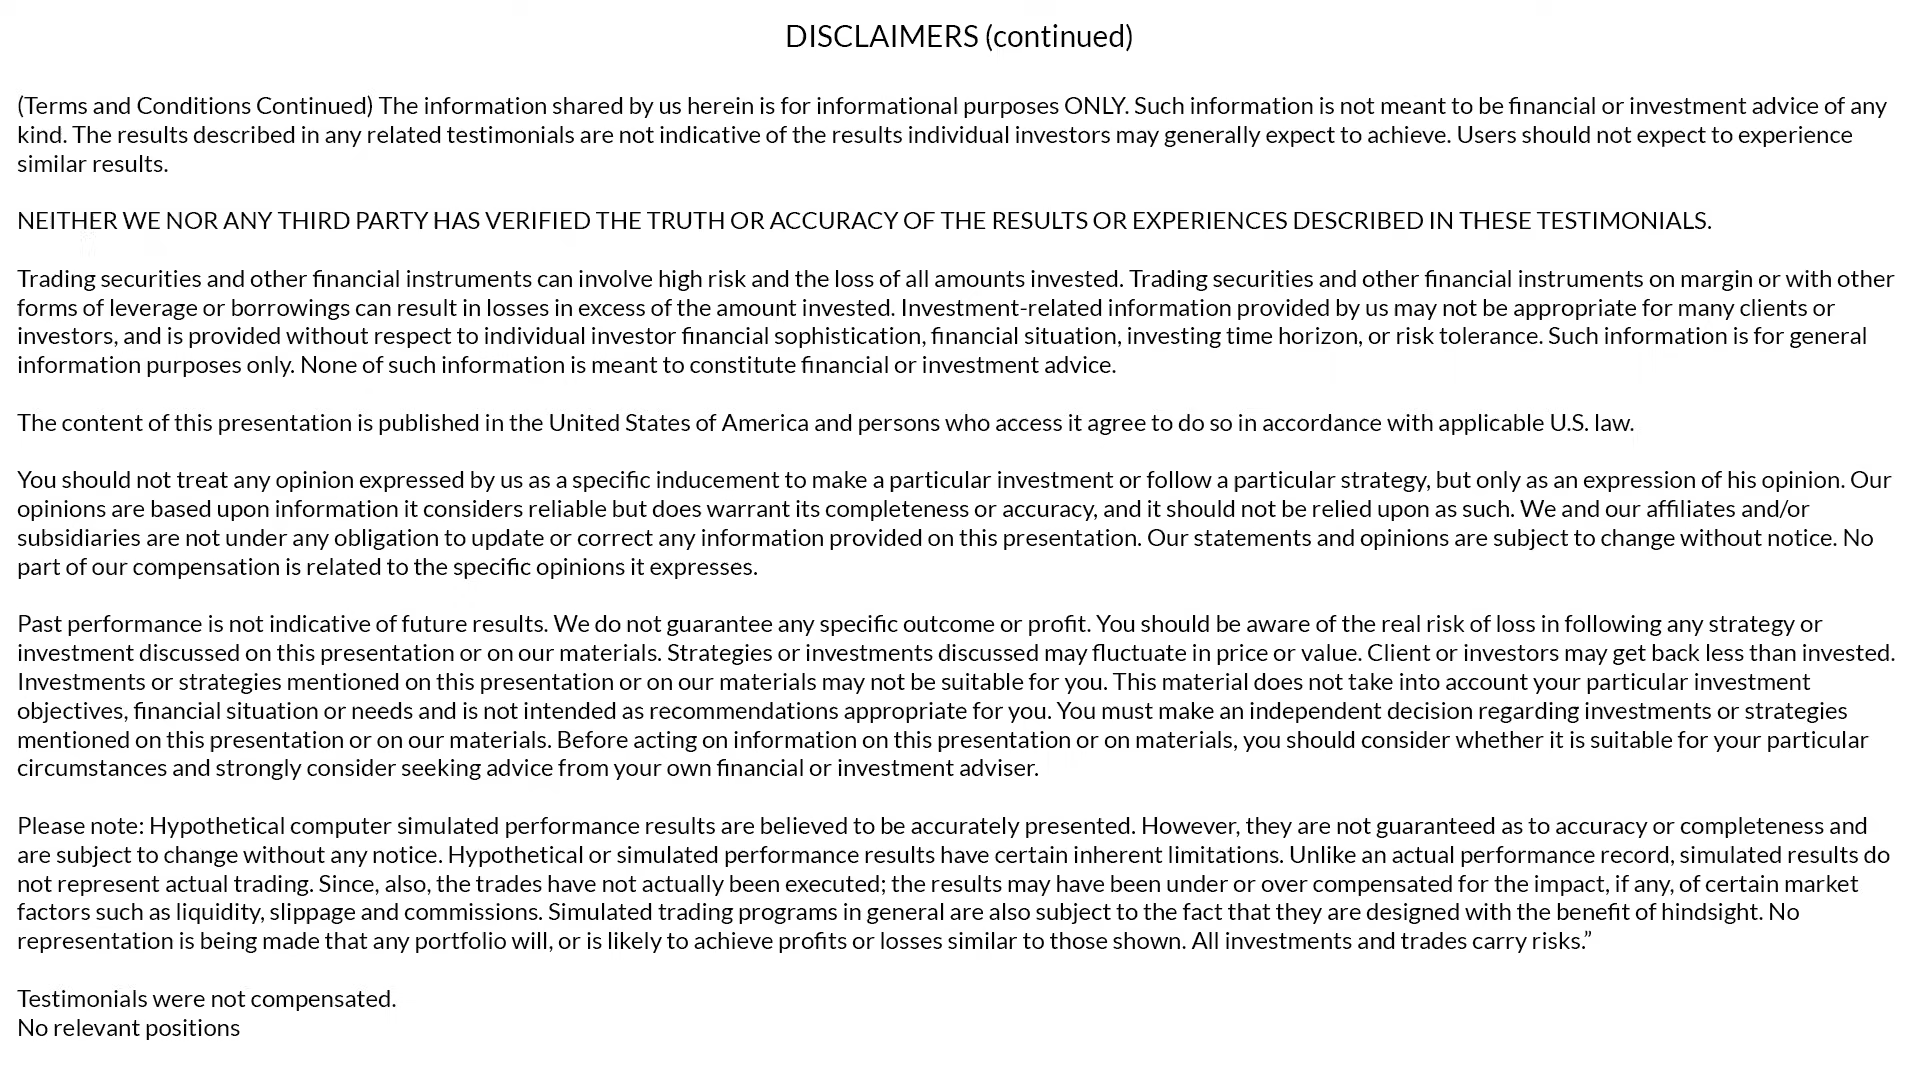 DISCLAIMERS (continued)
(Terms and Conditions Continued) The information shared by us herein is for informational purposes ONLY. Such information is not meant to be financial or investment advice of any
kind. The results described in any related testimonials are not indicative of the results individual investors may generally expect to achieve. Users should not expect to experience
similar results.
NEITHER WE NOR ANY THIRD PARTY HAS VERIFIED THE TRUTH OR ACCURACY OF THE RESULTS OR EXPERIENCES DESCRIBED IN THESE TESTIMONIALS.
Trading securities and other financial instruments can involve high risk and the loss of all amounts invested. Trading securities and other financial instruments on margin or with other
forms of leverage or borrowings can result in losses in excess of the amount invested. Investment-related information provided by us may not be appropriate for many clients or
investors, and is provided without respect to individual investor financial sophistication, financial situation, investing time horizon, or risk tolerance. Such information is for general
information purposes only. None of such information is meant to constitute financial or investment advice.
The content of this presentation is published in the United States of America and persons who access it agree to do so in accordance with applicable U.S. law.
You should not treat any opinion expressed by us as a specific inducement to make a particular investment or follow a particular strategy, but only as an expression of his opinion. Our
opinions are based upon information it considers reliable but does warrant its completeness or accuracy, and it should not be relied upon as such. We and our affiliates and/or
subsidiaries are not under any obligation to update or correct any information provided on this presentation. Our statements and opinions are subject to change without notice. No
part of our compensation is related to the specific opinions it expresses.
Past performance is not indicative of future results. We do not guarantee any specific outcome or profit. You should be aware of the real risk of loss in following any strategy or
investment discussed on this presentation or on our materials. Strategies or investments discussed may fluctuate in price or value. Client or investors may get back less than invested.
Investments or strategies mentioned on this presentation or on our materials may not be suitable for you. This material does not take into account your particular investment
objectives, financial situation or needs and is not intended as recommendations appropriate for you. You must make an independent decision regarding investments or strategies
mentioned on this presentation or on our materials. Before acting on information on this presentation or on materials, you should consider whether it is suitable for your particular
circumstances and strongly consider seeking advice from your own financial or investment adviser.
Please note: Hypothetical computer simulated performance results are believed to be accurately presented. However, they are not guaranteed as to accuracy or completeness and
are subject to change without any notice. Hypothetical or simulated performance results have certain inherent limitations. Unlike an actual performance record, simulated results do
not represent actual trading. Since, also, the trades have not actually been executed; the results may have been under or over compensated for the impact, if any, of certain market
factors such as liquidity, slippage and commissions. Simulated trading programs in general are also subject to the fact that they are designed with the benefit of hindsight. No
representation is being made that any portfolio will, or is likely to achieve profits or losses similar to those shown. All investments and trades carry risks.”
Testimonials were not compensated.
No relevant positions